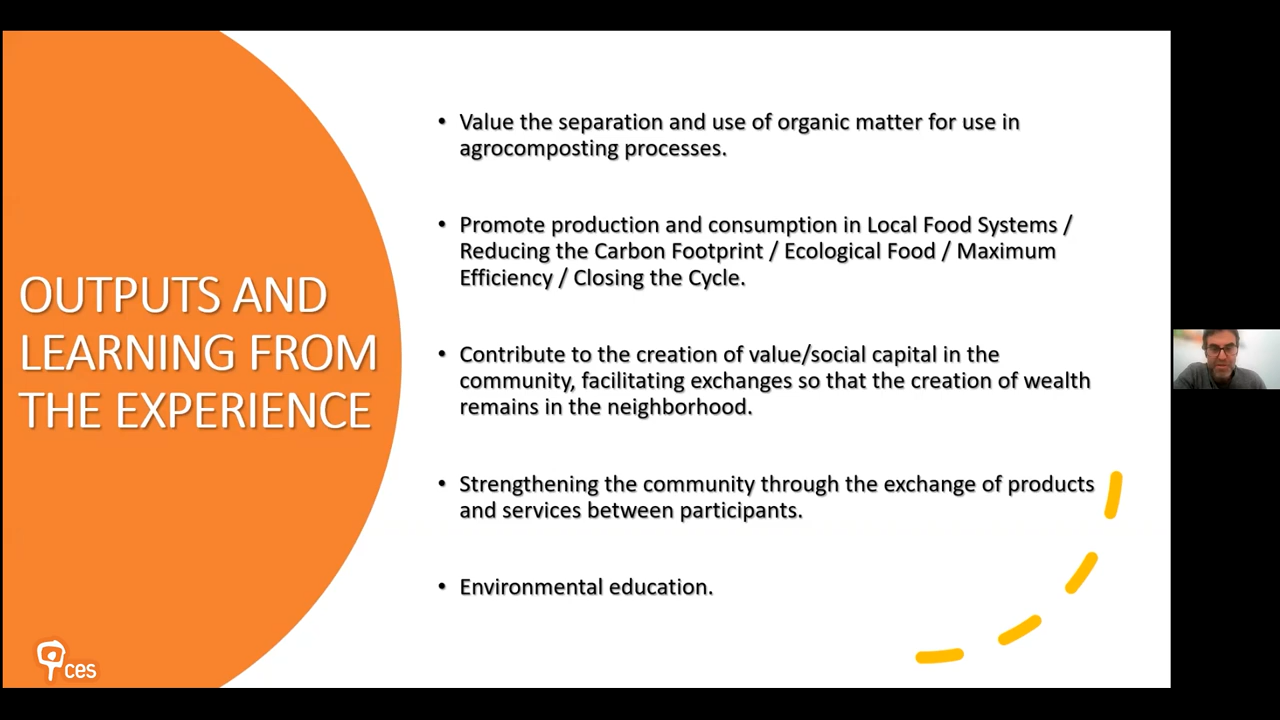 OUTPUTS AND
LEARNING FROM
THE EXPERIENCE
• Value the separation and use of organic matter for use in
agrocomposting processes.
• Promote production and consumption in Local Food Systems /
Reducing the Carbon Footprint / Ecological Food / Maximum
Efficiency / Closing the Cycle.
• Contribute to the creation of value/social capital in the
community, facilitating exchanges so that the creation of wealth
remains in the neighborhood.
• Strengthening the community through the exchange of products
and services between participants.
• Environmental education.
ces